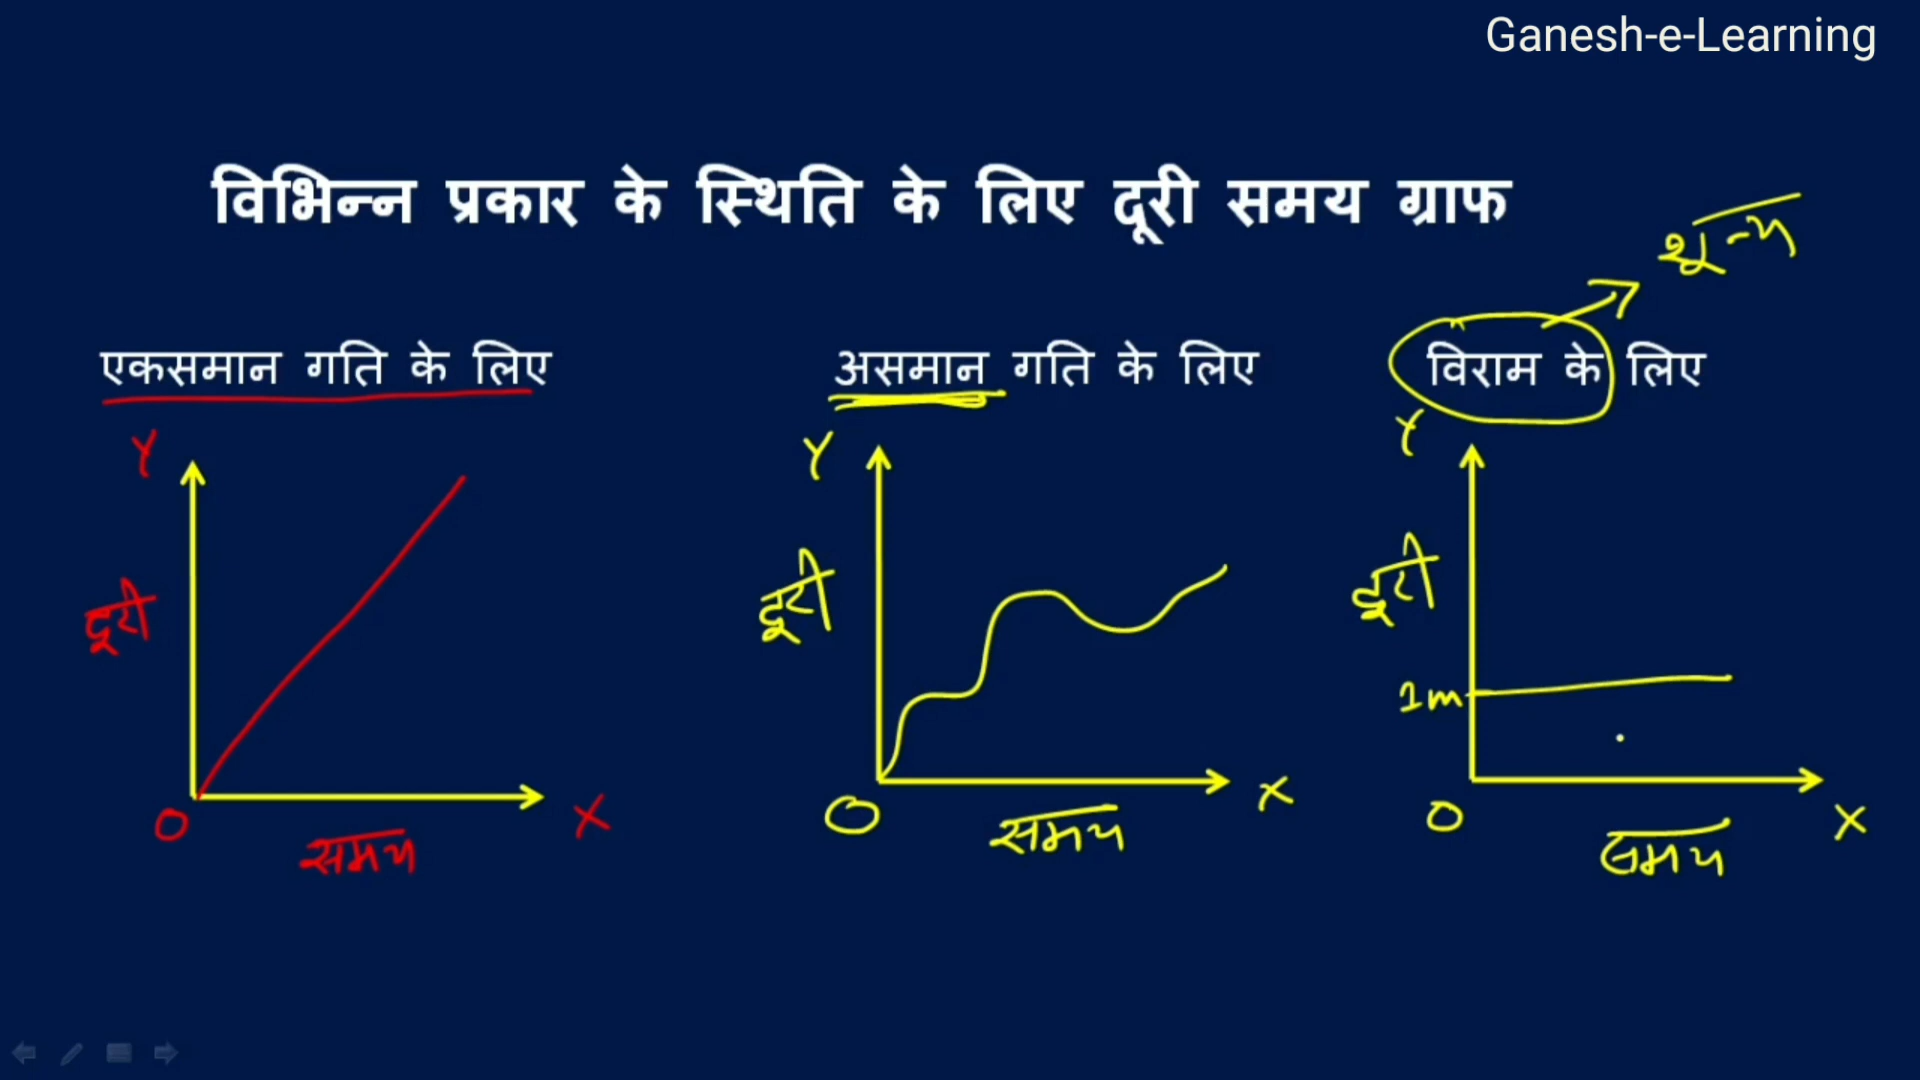 Ganesh-e-Learning
विभिन्न प्रकार के स्थिति के लिए दूरी समय ग्राफ
शून्य
एकसमान गति के लिए
असमान गति के लिए
विराम के लिए
Y
दूरी
O
समय
X
Y
दूरी
O
समय
X
Y
दूरी
1m
O
समय
X